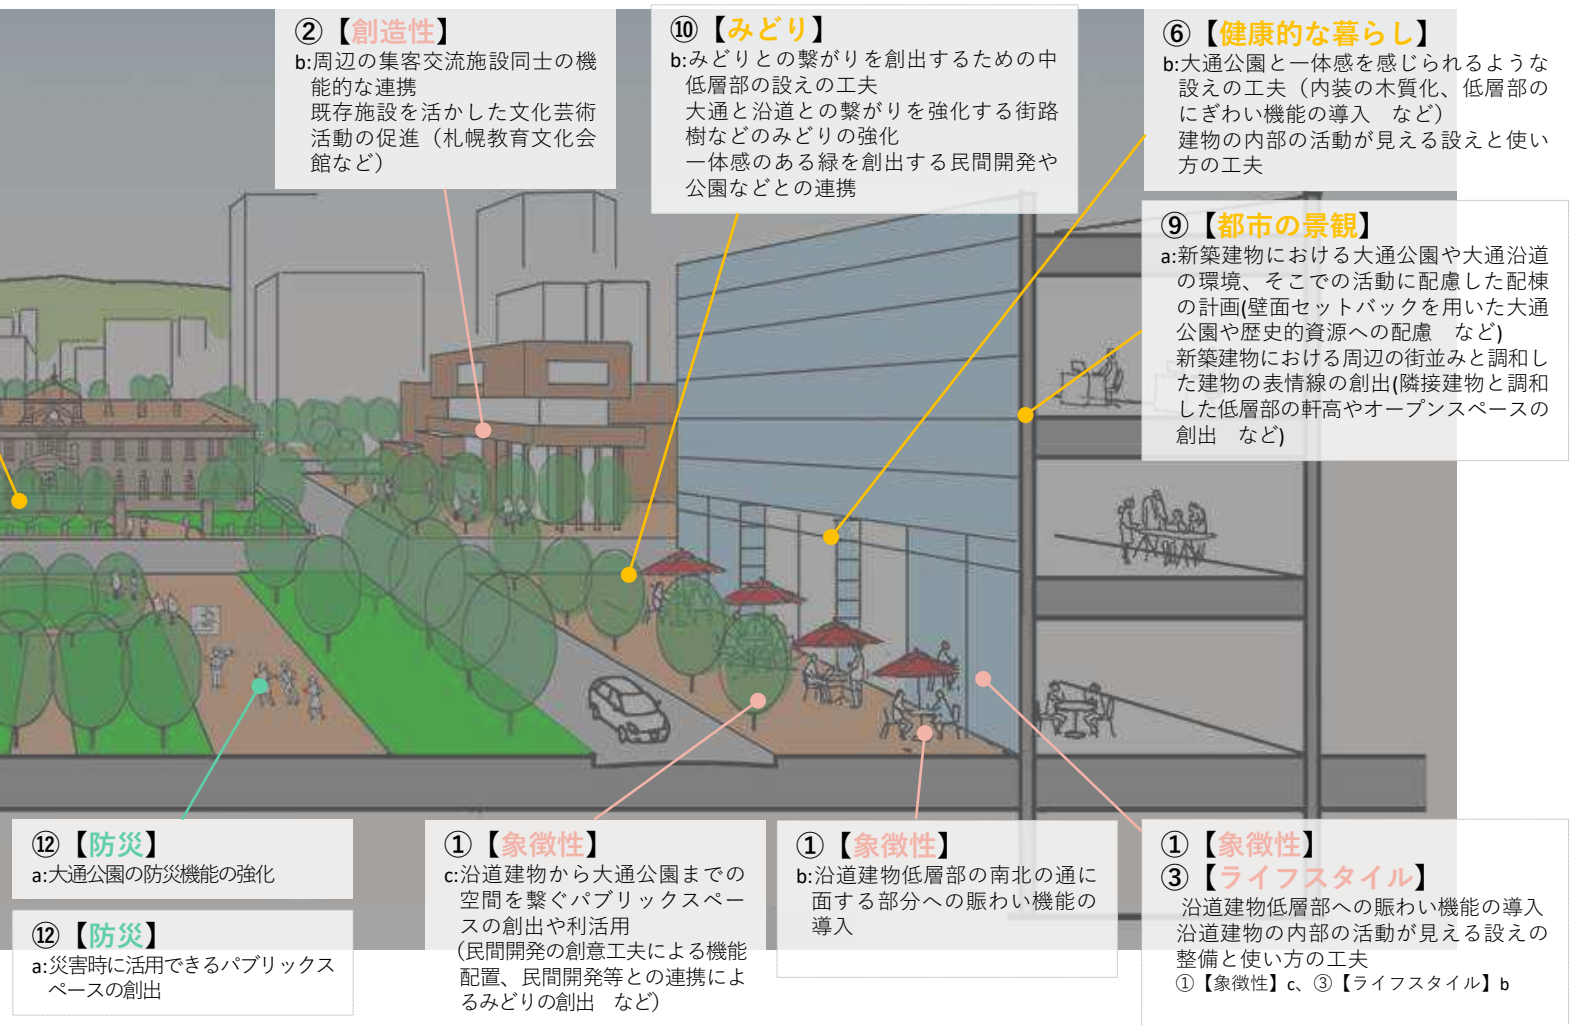 ②【創造性】
b:周辺の集客交流施設同士の機
能的な連携
既存施設を活かした文化芸術
活動の促進（札幌教育文化会
館など）
⑩【みどり】
b:みどりとの繋がりを創出するための中
低層部の設えの工夫
大通と沿道との繋がりを強化する街路
樹などのみどりの強化
一体感のある緑を創出する民間開発や
公園などとの連携
⑥【健康的な暮らし】
b:大通公園と一体感を感じられるような
設えの工夫（内装の木質化、低層部の
にぎわい機能の導入　など）
建物の内部の活動が見える設えと使い
方の工夫
⑨【都市の景観】
a:新築建物における大通公園や大通沿道
の環境、そこでの活動に配慮した配棟
の計画(壁面セットバックを用いた大通
公園や歴史的資源への配慮　など)
新築建物における周辺の街並みと調和し
た建物の表情線の創出(隣接建物と調和
した低層部の軒高やオープンスペースの
創出　など)
⑫【防災】
a:大通公園の防災機能の強化
⑫【防災】
a:災害時に活用できるパブリックス
ペースの創出
①【象徴性】
c:沿道建物から大通公園までの
空間を繋ぐパブリックスペー
スの創出や利活用
（民間開発の創意工夫による機能
配置、民間開発等との連携によ
るみどりの創出　など）
①【象徴性】
b:沿道建物低層部の南北の通に
面する部分への賑わい機能の
導入
①【象徴性】
③【ライフスタイル】
沿道建物低層部への賑わい機能の導入
沿道建物の内部の活動が見える設えの
整備と使い方の工夫
①【象徴性】c、③【ライフスタイル】b